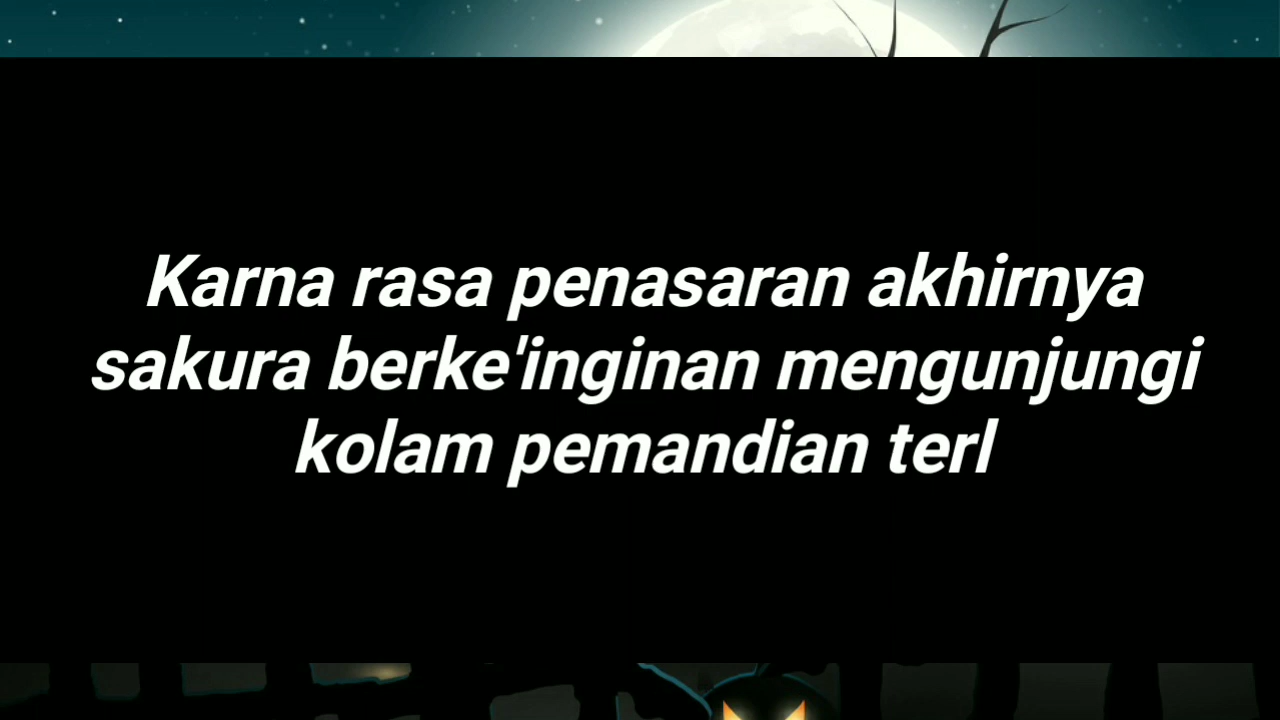 Karna rasa penasaran akhirnya
sakura berke'inginan mengunjungi
kolam pemandian terl